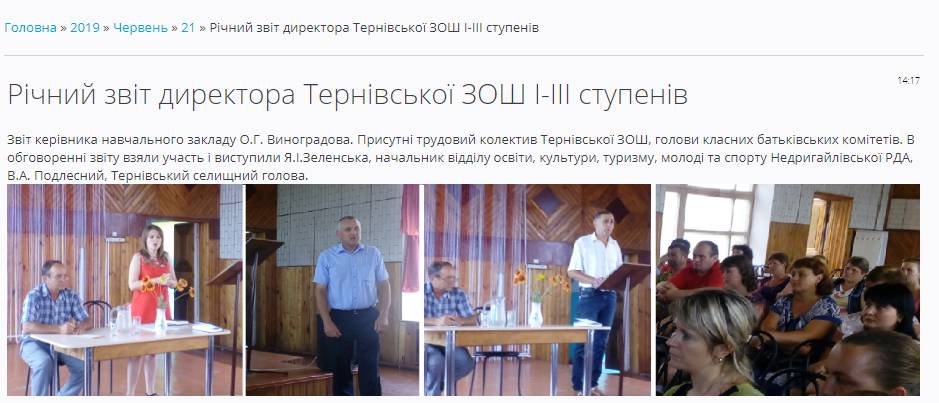 Головна » 2019 » Червень » 21 » Річний звіт директора Тернівської ЗОШ І-ІІІ ступенів
14:17
Річний звіт директора Тернівської ЗОШ І-ІІІ ступенів
Звіт керівника навчального закладу О.Г. Виноградова. Присутні трудовий колектив Тернівської ЗОШ, голови класних батьківських комітетів. В
обговоренні звіту взяли участь і виступили Я.І.Зеленська, начальник відділу освіти, культури, туризму, молоді та спорту Недригайлівської РДА,
В.А. Подлесний, Тернівський селищний голова.